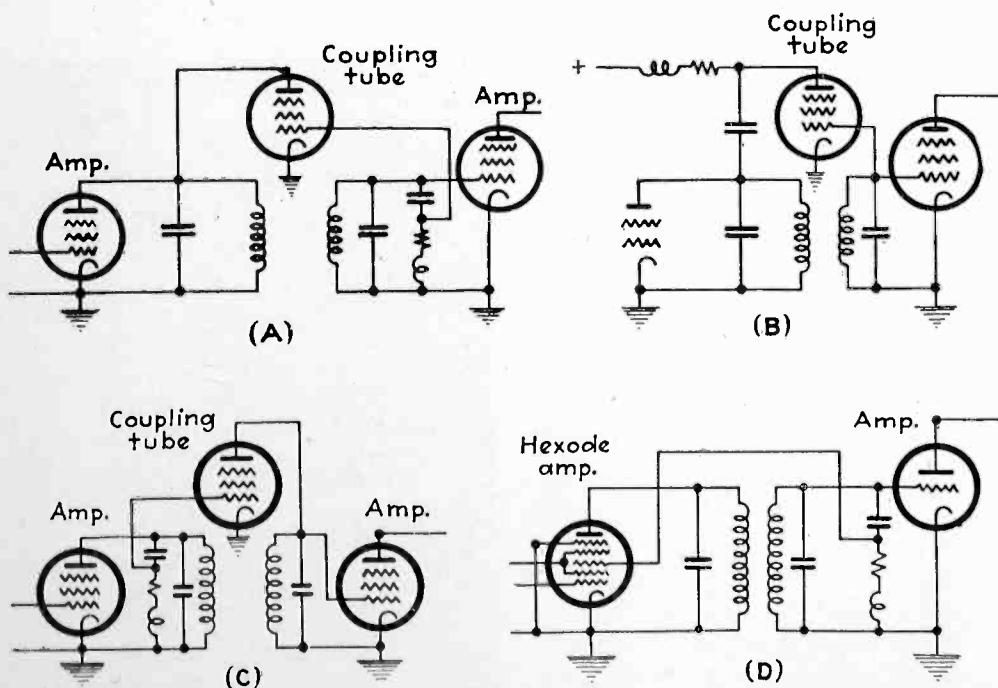 Coupling
tube
Amp.
Amp.
(A)
+
Coupling
tube
(B)
Coupling
tube
Amp.
Amp.
(C)
Hexode
amp.
Amp.
(D)